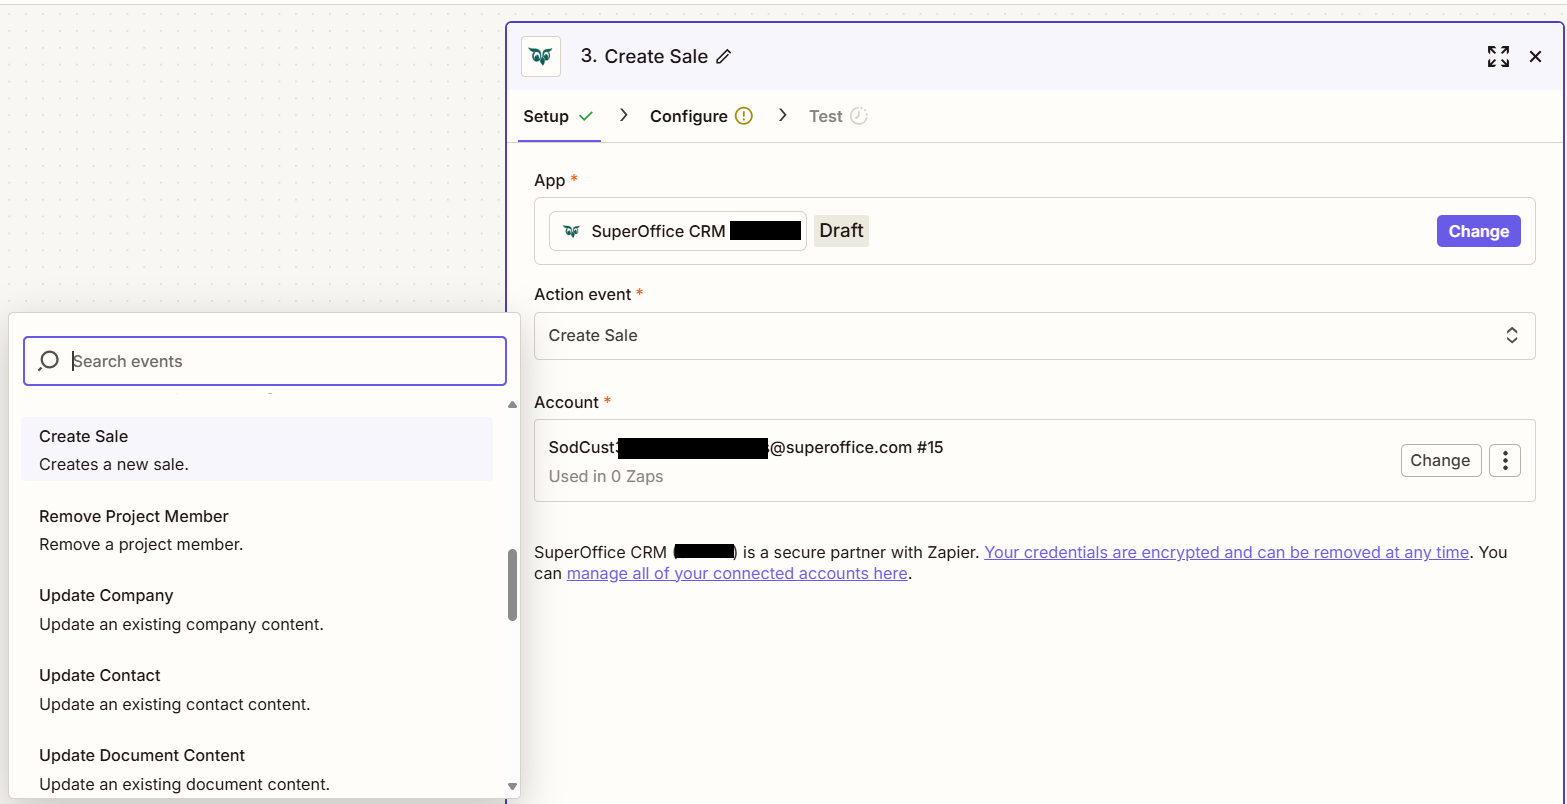 3. Create Sale
Setup
Configure
Test
App *
SuperOffice CRM
Draft
Change
Action event *
Create Sale
Account *
SodCust @superoffice.com #15
Used in 0 Zaps
Change
SuperOffice CRM ( ) is a secure partner with Zapier. Your credentials are encrypted and can be removed at any time. You
can manage all of your connected accounts here.
Search events
Create Sale
Creates a new sale.
Remove Project Member
Remove a project member.
Update Company
Update an existing company content.
Update Contact
Update an existing contact content.
Update Document Content
Update an existing document content.